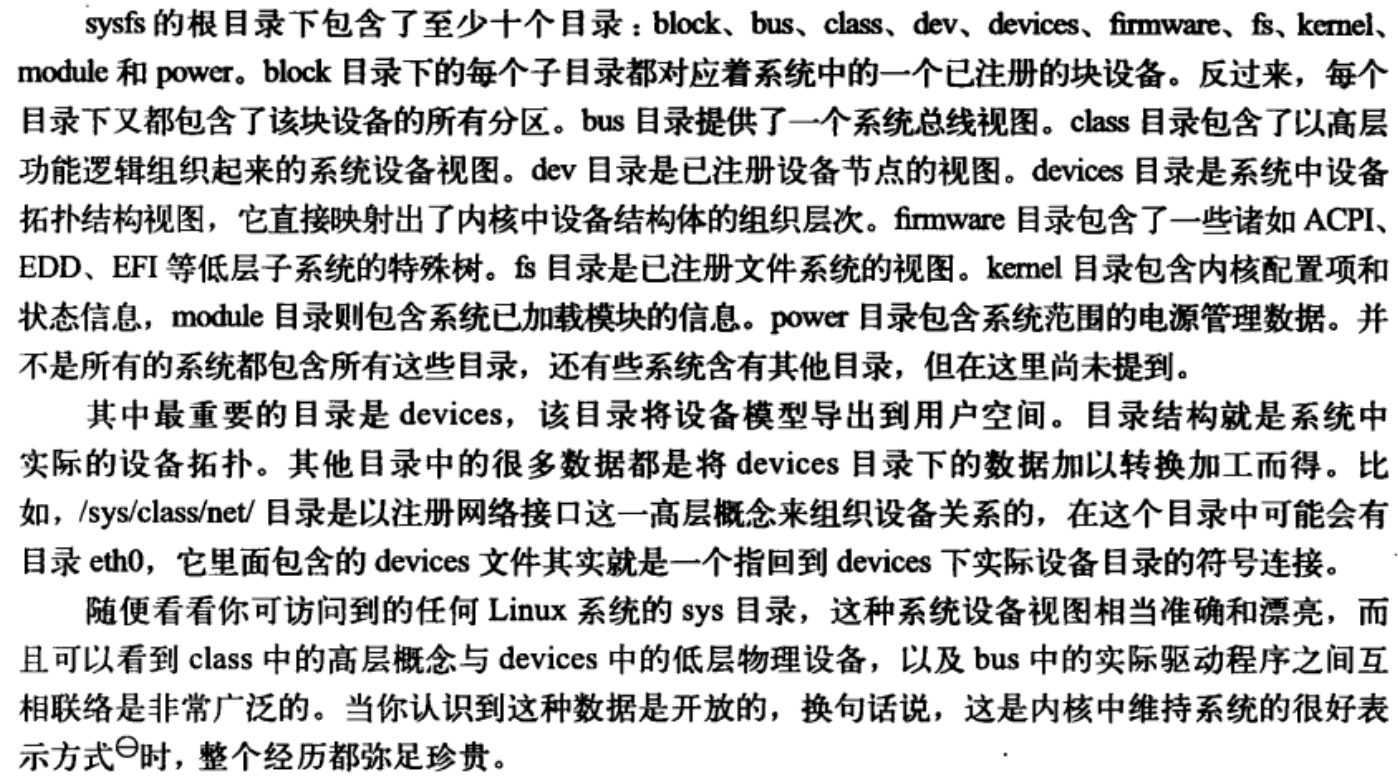 sysfs 的根目录下包含了至少十个目录：block、bus、class、dev、devices、firmware、fs、kernel、
module 和 power。block 目录下的每个子目录都对应着系统中的一个已注册的块设备。反过来，每个
目录下又都包含了该块设备的所有分区。bus 目录提供了一个系统总线视图。class 目录包含了以高层
功能逻辑组织起来的系统设备视图。dev 目录是已注册设备节点的视图。devices 目录是系统中设备
拓扑结构视图，它直接映射出了内核中设备结构体的组织层次。firmware 目录包含了一些诸如 ACPI、
EDD、EFI 等低层子系统的特殊树。fs 目录是已注册文件系统的视图。kernel 目录包含内核配置项和
状态信息，module 目录则包含系统已加载模块的信息。power 目录包含系统范围的电源管理数据。并
不是所有的系统都包含所有这些目录，还有些系统含有其他目录，但在这里尚未提到。
其中最重要的目录是 devices，该目录将设备模型导出到用户空间。目录结构就是系统中
实际的设备拓扑。其他目录中的很多数据都是将 devices 目录下的数据加以转换加工而得。比
如，/sys/class/net/ 目录是以注册网络接口这一高层概念来组织设备关系的，在这个目录中可能会有
目录 eth0，它里面包含的 devices 文件其实就是一个指回到 devices 下实际设备目录的符号连接。
随便看看你可访问到的任何 Linux 系统的 sys 目录，这种系统设备视图相当准确和漂亮，而
且可以看到 class 中的高层概念与 devices 中的低层物理设备，以及 bus 中的实际驱动程序之间互
相联络是非常广泛的。当你认识到这种数据是开放的，换句话说，这是内核中维持系统的很好表
示方式㊀时，整个经历都弥足珍贵。